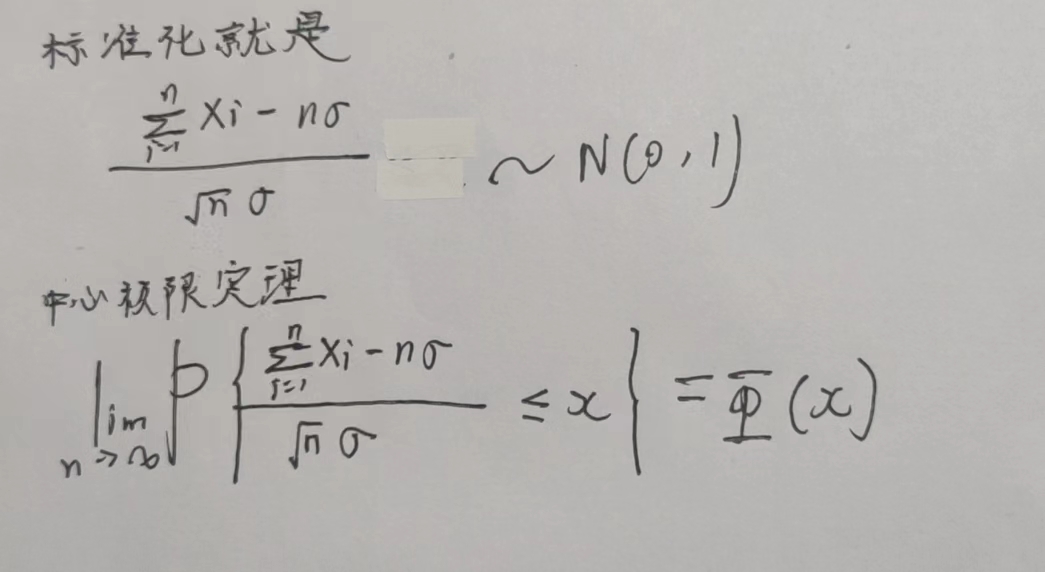 标准化就是
\frac{\sum_{i=1}^{n} X_i - n\sigma}{\sqrt{n}\,\sigma} \sim N(0,1)
中心极限定理
\lim_{n \to \infty} P\left\{ \frac{\sum_{i=1}^{n} X_i - n\sigma}{\sqrt{n}\,\sigma} \le x \right\} = \Phi(x)